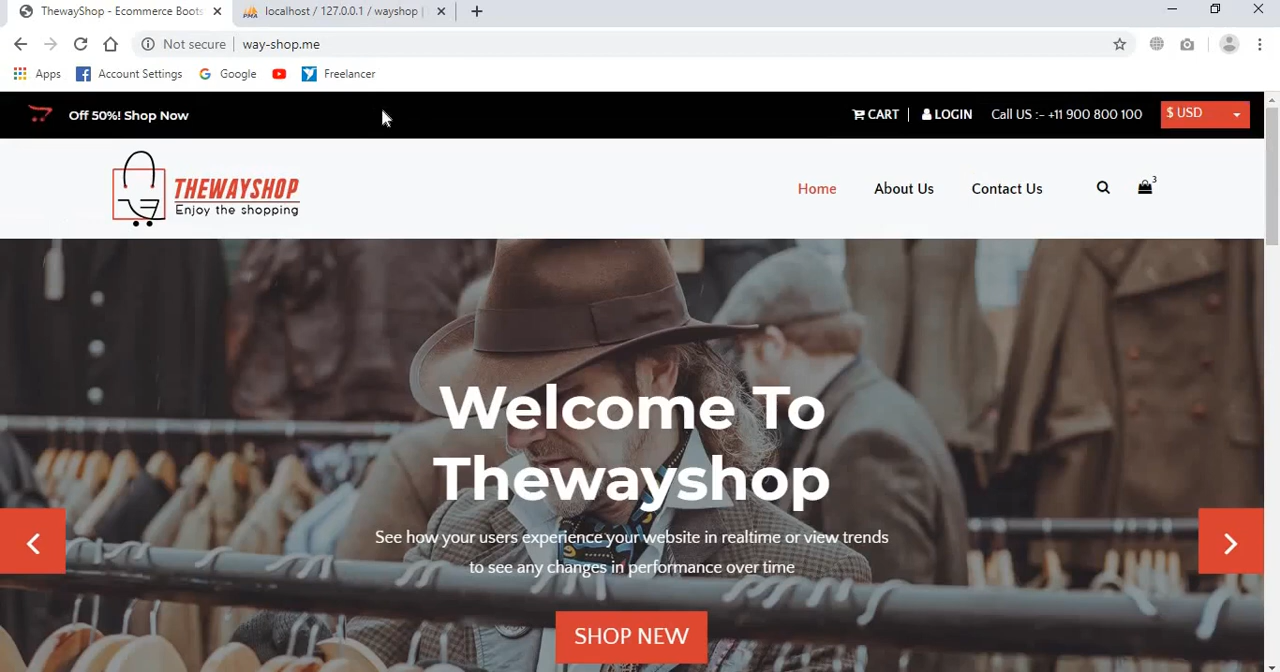 ThewayShop - Ecommerce Boots
localhost / 127.0.0.1 / wayshop |
Not secure
way-shop.me
Apps
Account Settings
Google
Freelancer
Off 50%! Shop Now
CART | LOGIN
Call US :- +11 900 800 100
$ USD
THEWAYSHOP
Enjoy the shopping
Home
About Us
Contact Us
3
Welcome To
Thewayshop
See how your users experience your website in realtime or view trends
to see any changes in performance over time
SHOP NEW